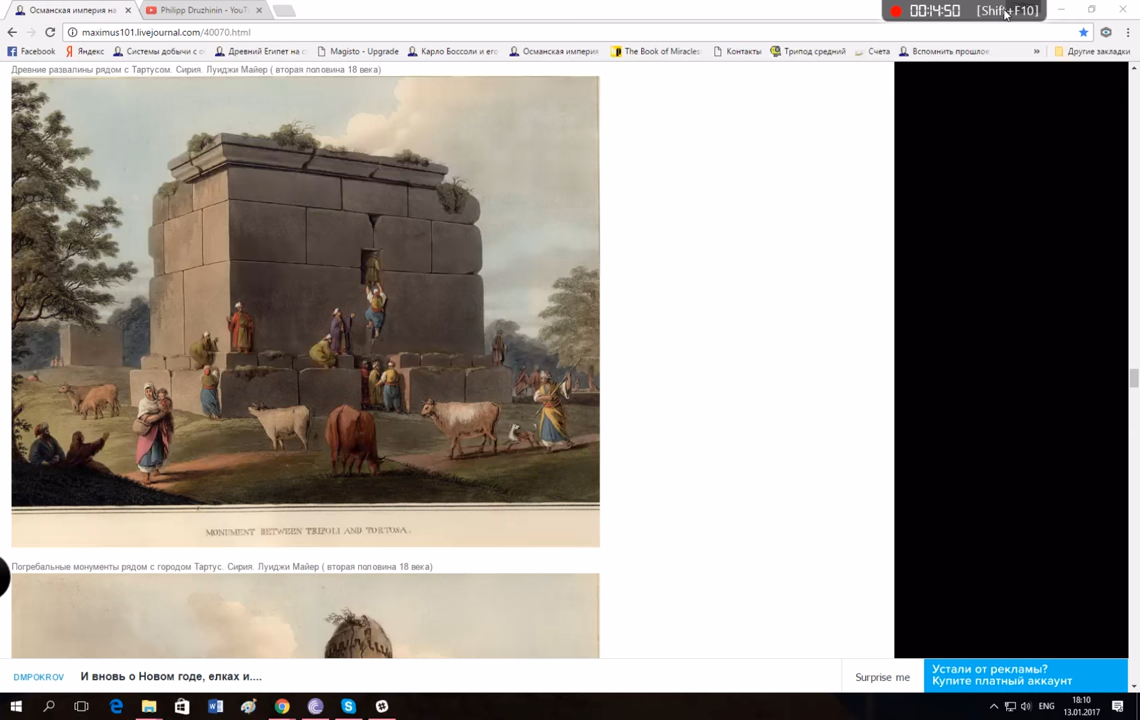 Османская империя на
Philipp Druzhinin - YouT
00:14:50 [Shift+F10]
maximus101.livejournal.com/40070.html
Facebook
Яндекс
Системы добычи с о
Древний Египет на с
Magisto - Upgrade
Карло Боссоли и его
Османская империя
The Book of Miracles:
Контакты
Трипод средний
Счета
Вспомнить прошлое
»
Другие закладки
Древние развалины рядом с Тартусом. Сирия. Луиджи Майер ( вторая половина 18 века)
MONUMENT BETWEEN TRIPOLI AND TORTOSA.
Погребальные монументы рядом с городом Тартус. Сирия. Луиджи Майер ( вторая половина 18 века)
DMPOKROV И вновь о Новом годе, елках и....
Surprise me
Устали от рекламы?
Купите платный аккаунт
ENG
18:10
13.01.2017